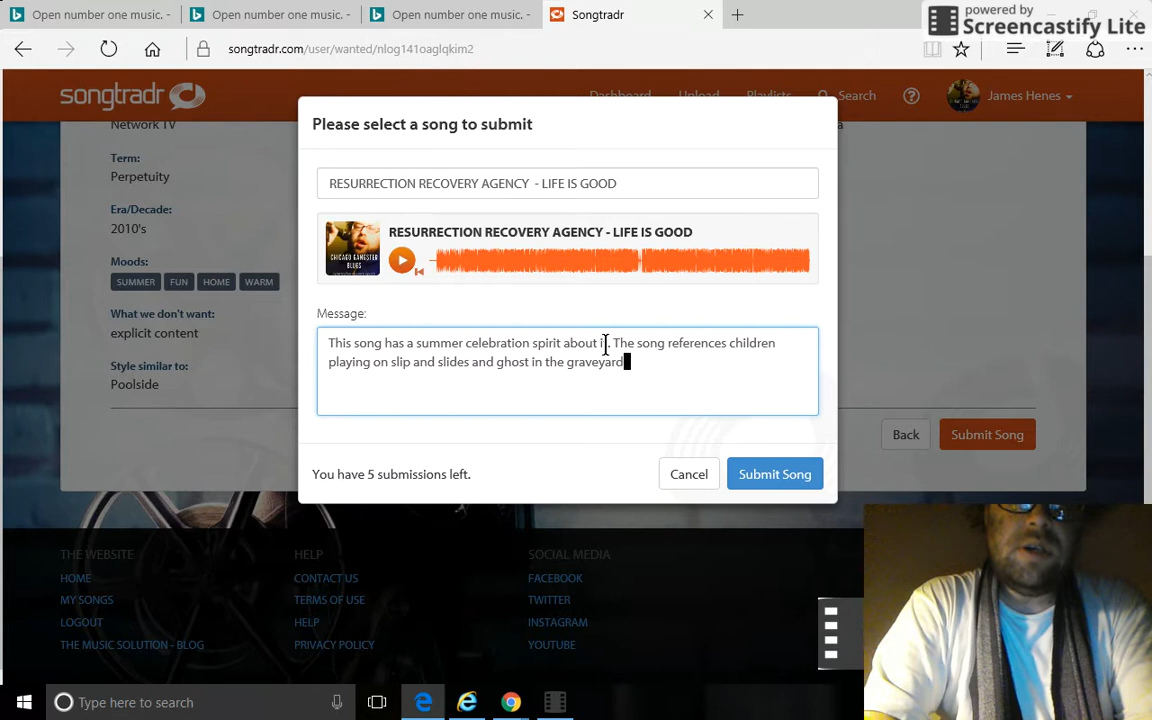 Open number one music. -
Open number one music. -
Open number one music. -
Songtradr
powered by
Screencastify Lite
songtradr.com/user/wanted/nlog141oaglqkim2
songtradr
Dashboard
Upload
Playlists
Search
James Henes
Network TV
Term:
Perpetuity
Era/Decade:
2010's
Moods:
SUMMER FUN HOME WARM
What we don't want:
explicit content
Style similar to:
Poolside
Please select a song to submit
RESURRECTION RECOVERY AGENCY - LIFE IS GOOD
CHICAGO GANGSTER
BLUES
RESURRECTION RECOVERY AGENCY - LIFE IS GOOD
Message:
This song has a summer celebration spirit about it. The song references children
playing on slip and slides and ghost in the graveyard
You have 5 submissions left.
Cancel
Submit Song
Back
Submit Song
THE WEBSITE
HOME
MY SONGS
LOGOUT
THE MUSIC SOLUTION - BLOG
HELP
CONTACT US
TERMS OF USE
HELP
PRIVACY POLICY
SOCIAL MEDIA
FACEBOOK
TWITTER
INSTAGRAM
YOUTUBE
Type here to search